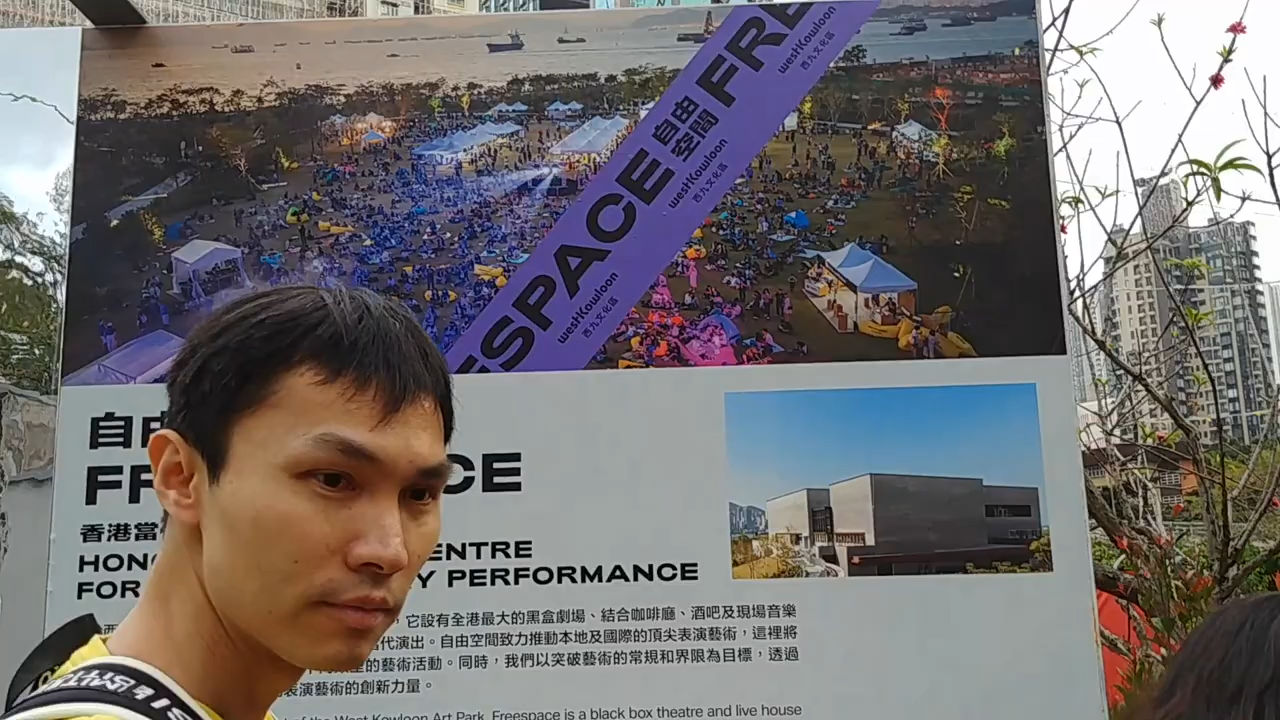 ESPACE 自由空間 FRE
westKowloon
西九文化區
westKowloon
西九文化區
westKowloon
西九文化區
自由
FR CE
香港當
HONG ENTRE
FOR Y PERFORMANCE
它設有全港最大的黑盒劇場、結合咖啡廳、酒吧及現場音樂
代演出。自由空間致力推動本地及國際的頂尖表演藝術，這裡將
的藝術活動。同時，我們以突破藝術的常規和界限為目標，透過
表演藝術的創新力量。
of the West Kowloon Art Park, Freespace is a black box theatre and live house